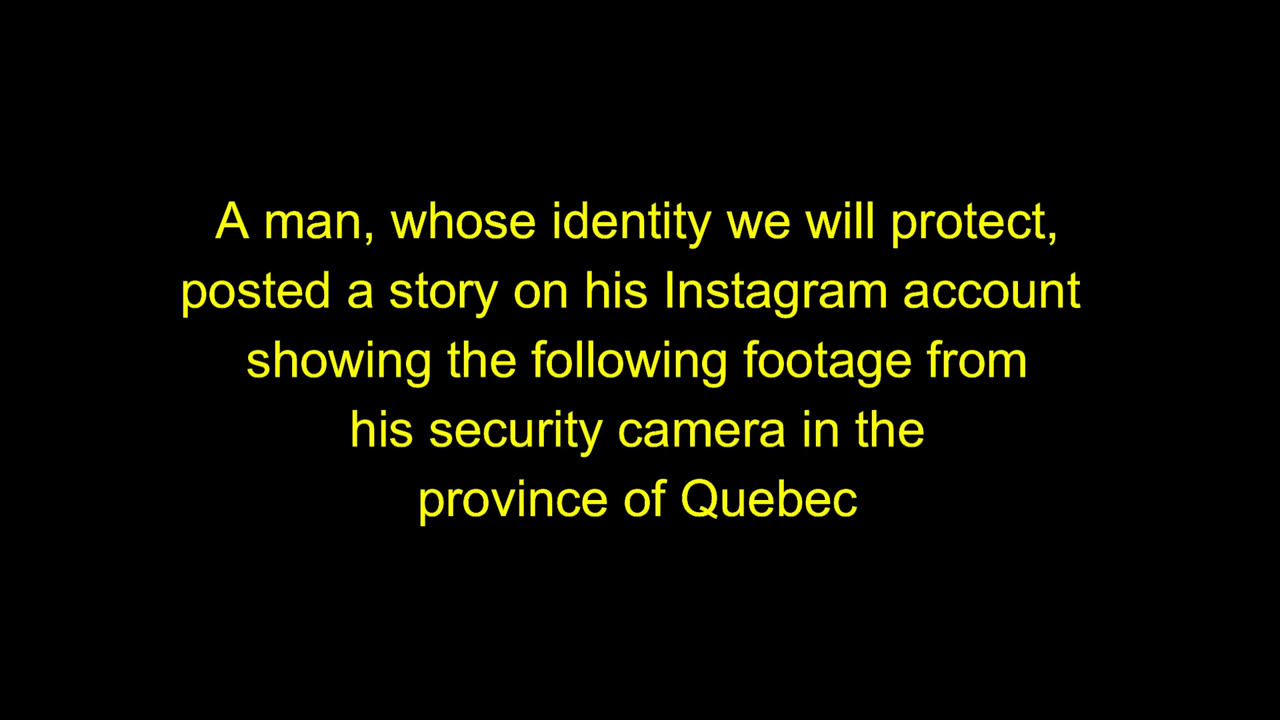 A man, whose identity we will protect,
posted a story on his Instagram account
showing the following footage from
his security camera in the
province of Quebec